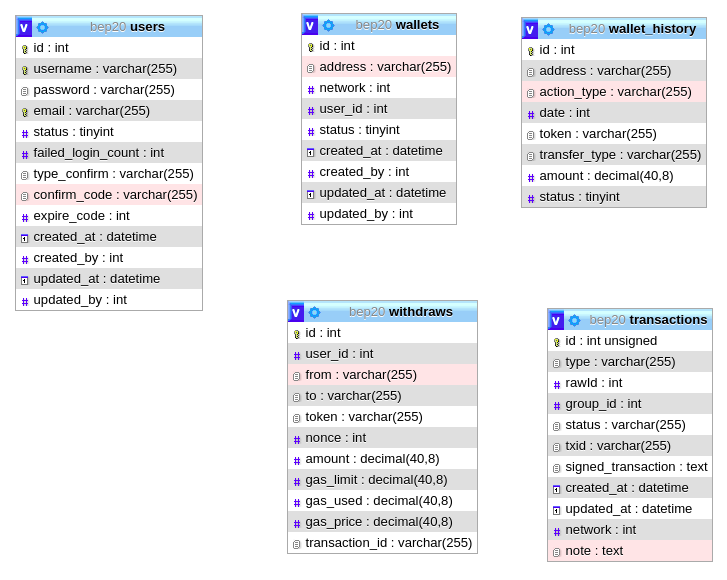 v bep20 users
id : int
username : varchar(255)
password : varchar(255)
email : varchar(255)
status : tinyint
failed_login_count : int
type_confirm : varchar(255)
confirm_code : varchar(255)
expire_code : int
created_at : datetime
created_by : int
updated_at : datetime
updated_by : int
v bep20 wallets
id : int
address : varchar(255)
network : int
user_id : int
status : tinyint
created_at : datetime
created_by : int
updated_at : datetime
updated_by : int
v bep20 wallet_history
id : int
address : varchar(255)
action_type : varchar(255)
date : int
token : varchar(255)
transfer_type : varchar(255)
amount : decimal(40,8)
status : tinyint
v bep20 withdraws
id : int
user_id : int
from : varchar(255)
to : varchar(255)
token : varchar(255)
nonce : int
amount : decimal(40,8)
gas_limit : decimal(40,8)
gas_used : decimal(40,8)
gas_price : decimal(40,8)
transaction_id : varchar(255)
v bep20 transactions
id : int unsigned
type : varchar(255)
rawId : int
group_id : int
status : varchar(255)
txid : varchar(255)
signed_transaction : text
created_at : datetime
updated_at : datetime
network : int
note : text